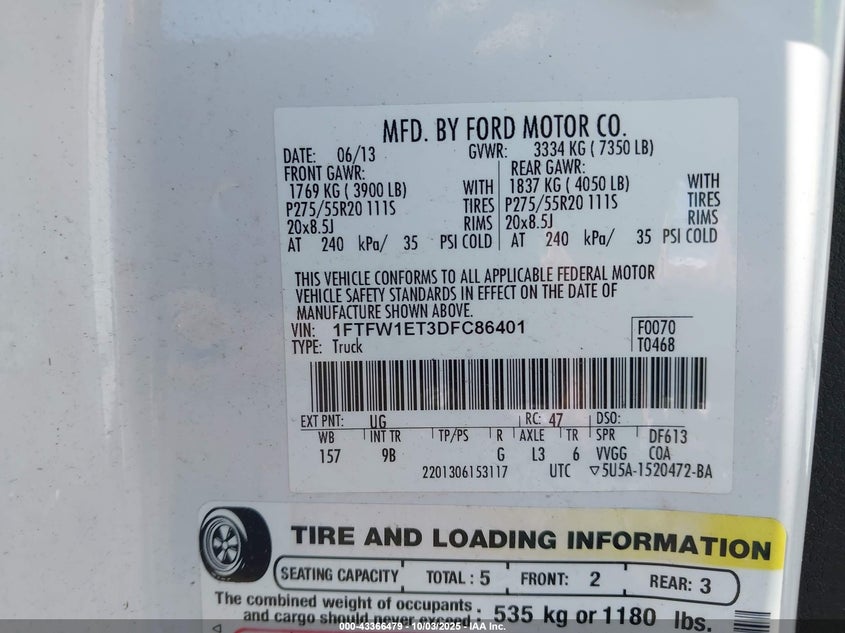 MFD. BY FORD MOTOR CO.
DATE: 06/13 GVWR: 3334 KG ( 7350 LB)
FRONT GAWR: REAR GAWR:
1769 KG ( 3900 LB) WITH 1837 KG ( 4050 LB) WITH
P275/55R20 111S TIRES P275/55R20 111S TIRES
20x8.5J RIMS 20x8.5J RIMS
AT 240 kPa/ 35 PSI COLD AT 240 kPa/ 35 PSI COLD
THIS VEHICLE CONFORMS TO ALL APPLICABLE FEDERAL MOTOR
VEHICLE SAFETY STANDARDS IN EFFECT ON THE DATE OF
MANUFACTURE SHOWN ABOVE.
VIN: 1FTFW1ET3DFC86401 F0070
TYPE: Truck T0468
EXT PNT: UG RC: 47 DSO:
WB INT TR TP/PS R AXLE TR SPR DF613
157 9B G L3 6 VVGG COA
2201306153117 UTC ▽5U5A-1520472-BA
TIRE AND LOADING INFORMATION
SEATING CAPACITY TOTAL : 5 FRONT: 2 REAR: 3
The combined weight of occupants
and cargo should never exceed : 535 kg or 1180 lbs.
000-43366479 - 10/03/2025 - IAA Inc.